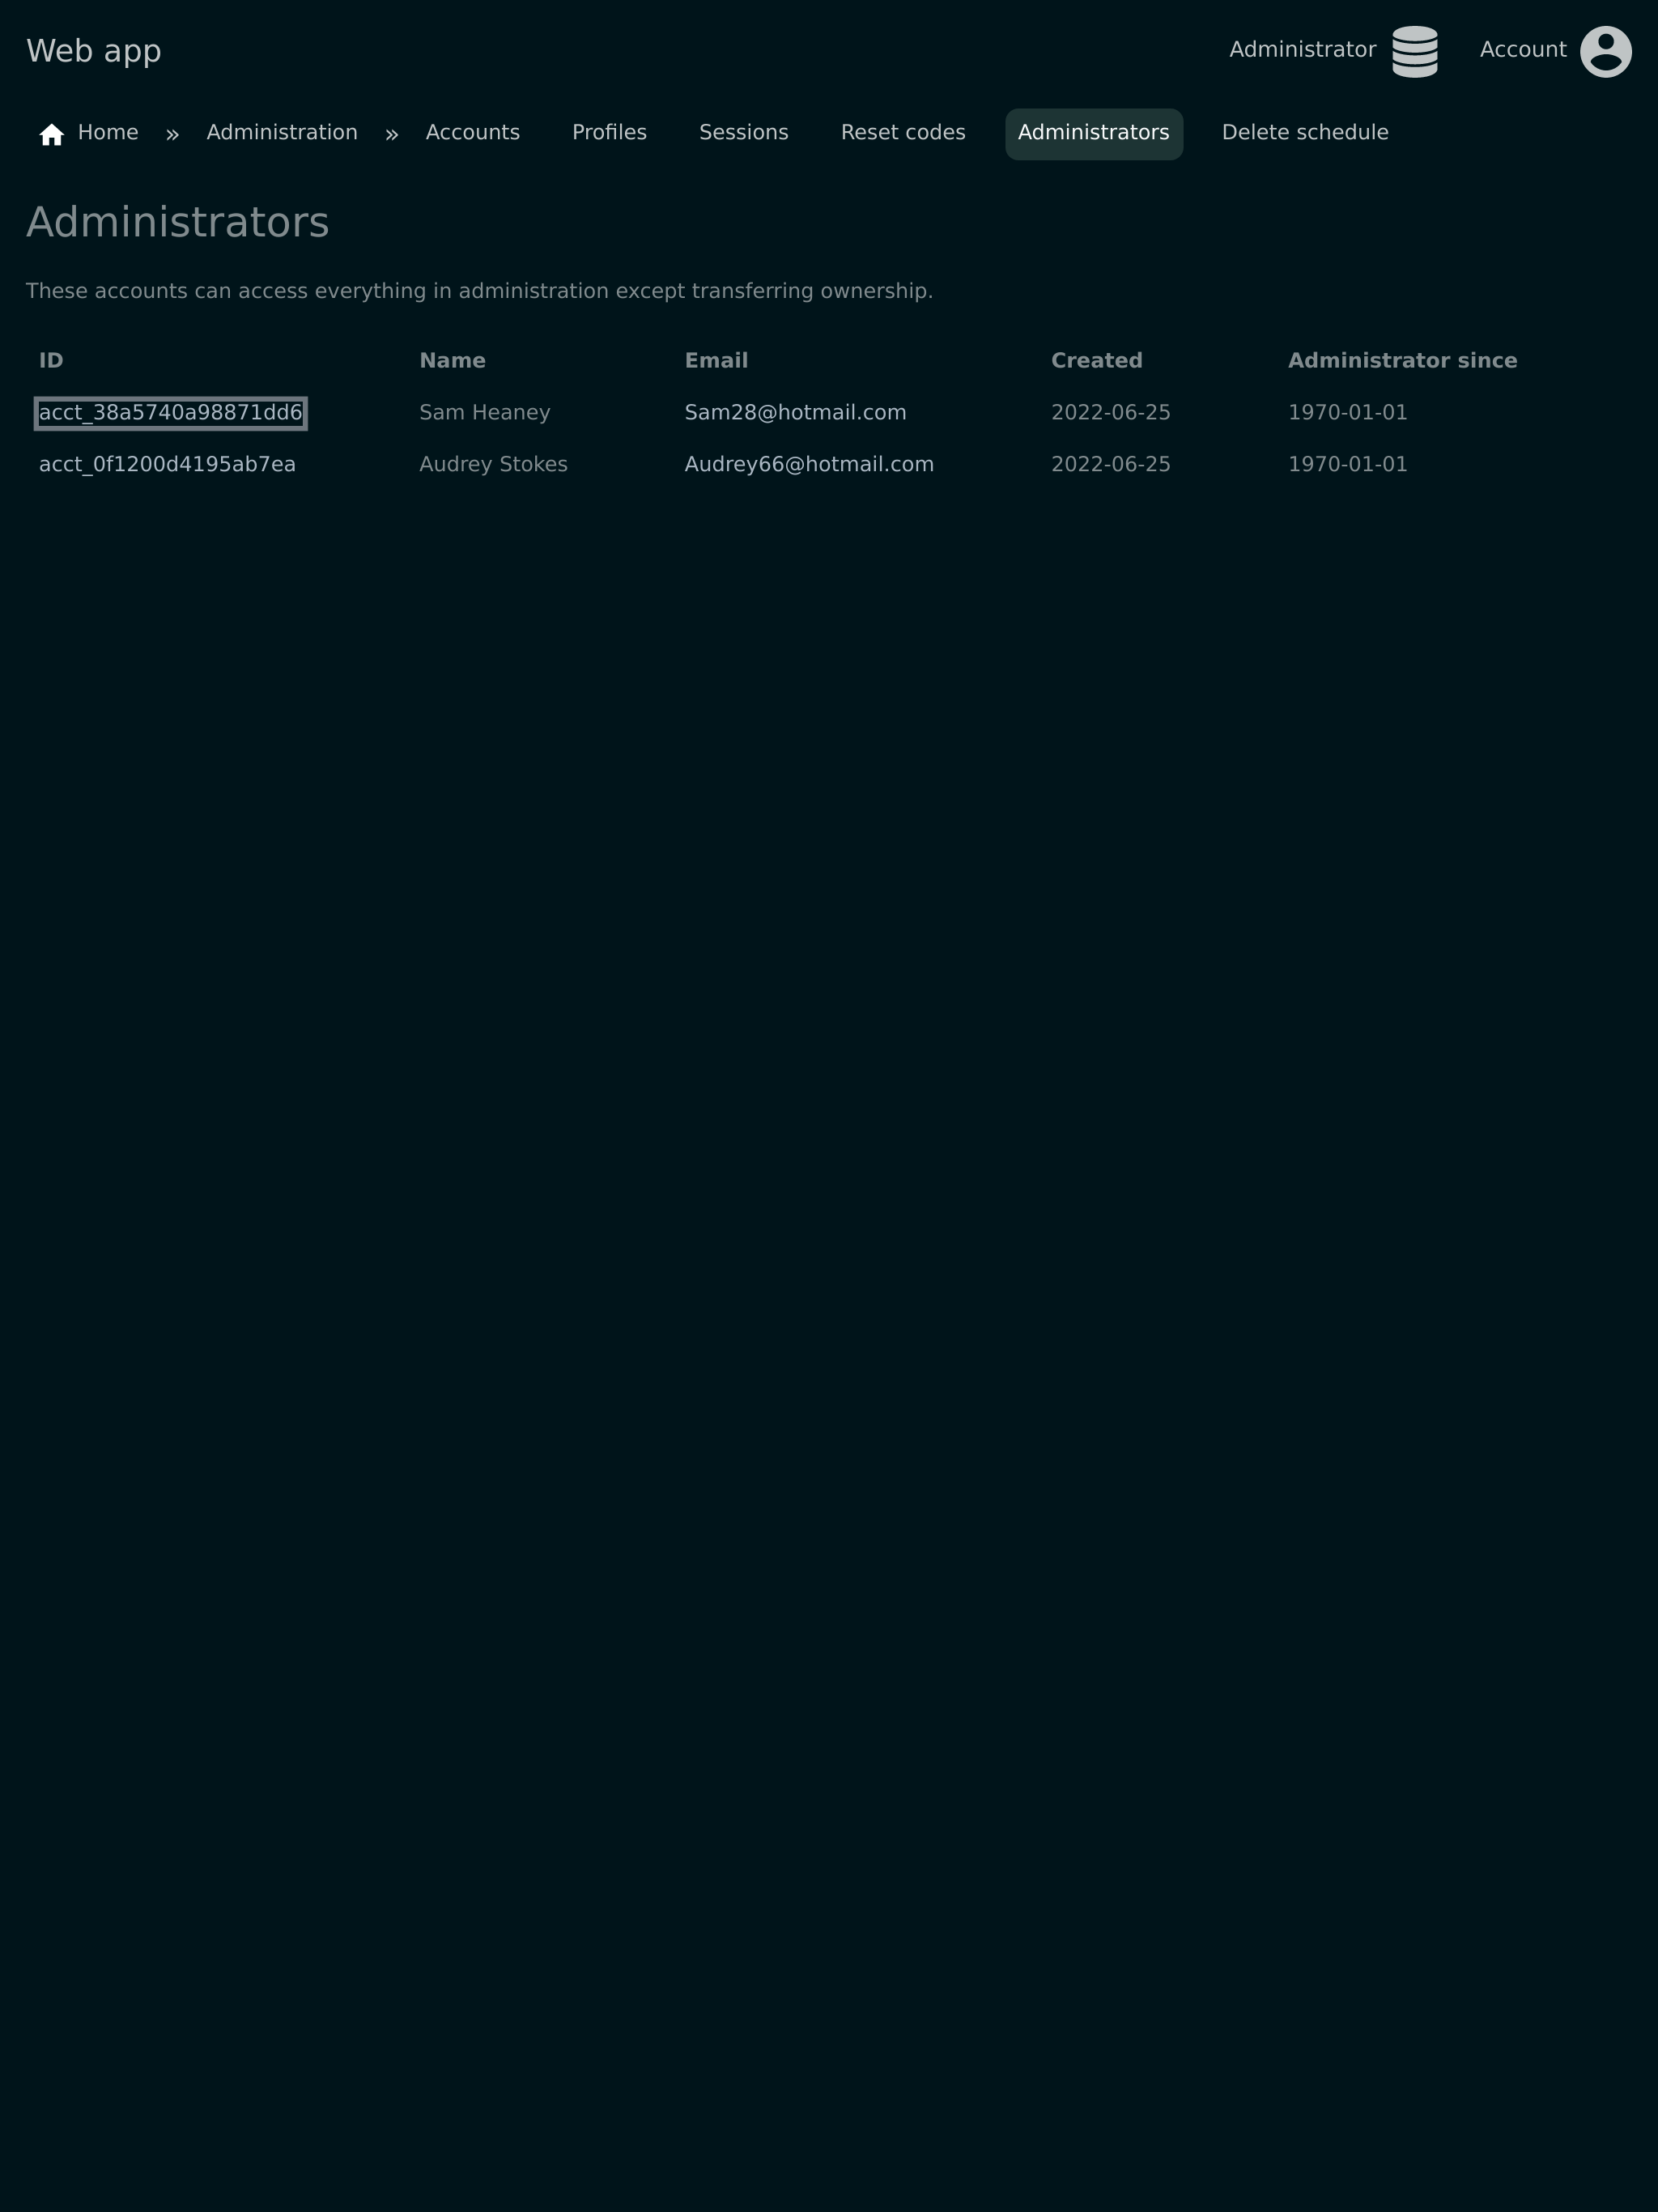 Web app
Administrator Account
Home » Administration » Accounts Profiles Sessions Reset codes Administrators Delete schedule
Administrators
These accounts can access everything in administration except transferring ownership.
ID Name Email Created Administrator since
acct_38a5740a98871dd6 Sam Heaney Sam28@hotmail.com 2022-06-25 1970-01-01
acct_0f1200d4195ab7ea Audrey Stokes Audrey66@hotmail.com 2022-06-25 1970-01-01